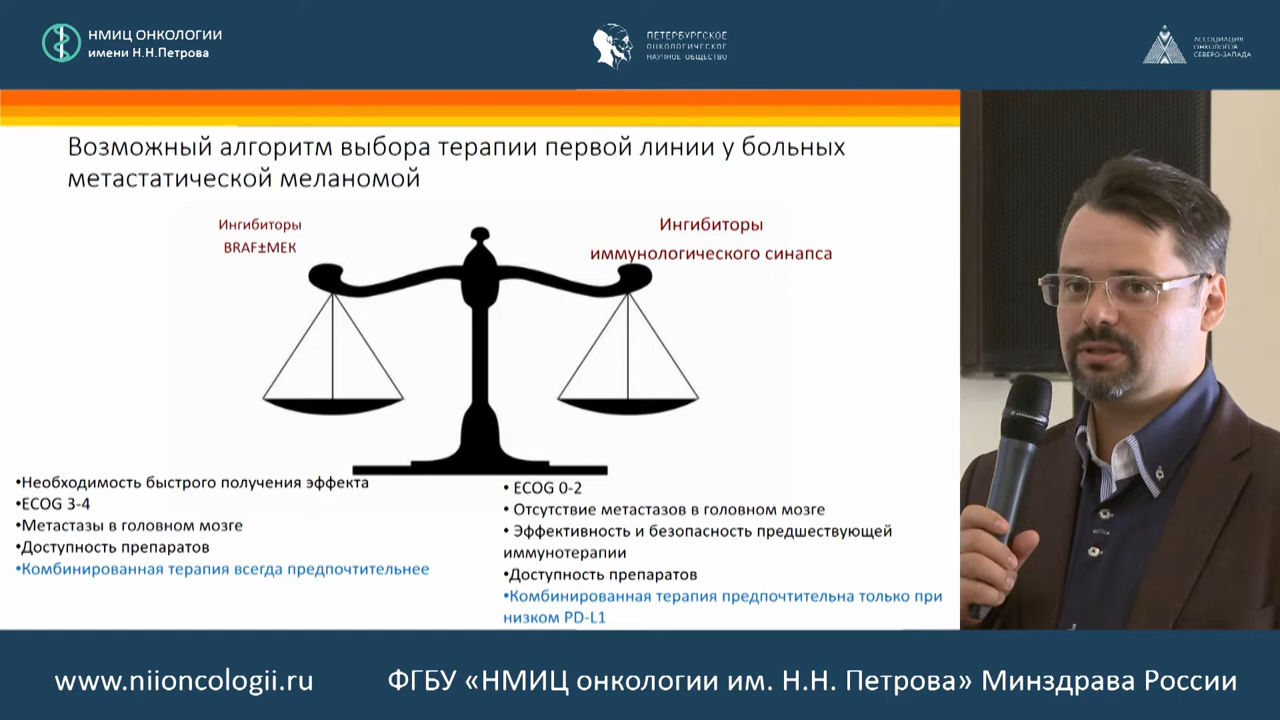 НМИЦ ОНКОЛОГИИ
имени Н.Н.Петрова
ПЕТЕРБУРГСКОЕ
ОНКОЛОГИЧЕСКОЕ
НАУЧНОЕ ОБЩЕСТВО
АССОЦИАЦИЯ
ОНКОЛОГОВ
СЕВЕРО-ЗАПАДА
Возможный алгоритм выбора терапии первой линии у больных
метастатической меланомой
Ингибиторы
BRAF±МЕК
Ингибиторы
иммунологического синапса
•Необходимость быстрого получения эффекта
•ECOG 3-4
•Метастазы в головном мозге
•Доступность препаратов
•Комбинированная терапия всегда предпочтительнее
• ECOG 0-2
• Отсутствие метастазов в головном мозге
• Эффективность и безопасность предшествующей
иммунотерапии
•Доступность препаратов
•Комбинированная терапия предпочтительна только при
низком PD-L1
www.niioncologii.ru
ФГБУ «НМИЦ онкологии им. Н.Н. Петрова» Минздрава России